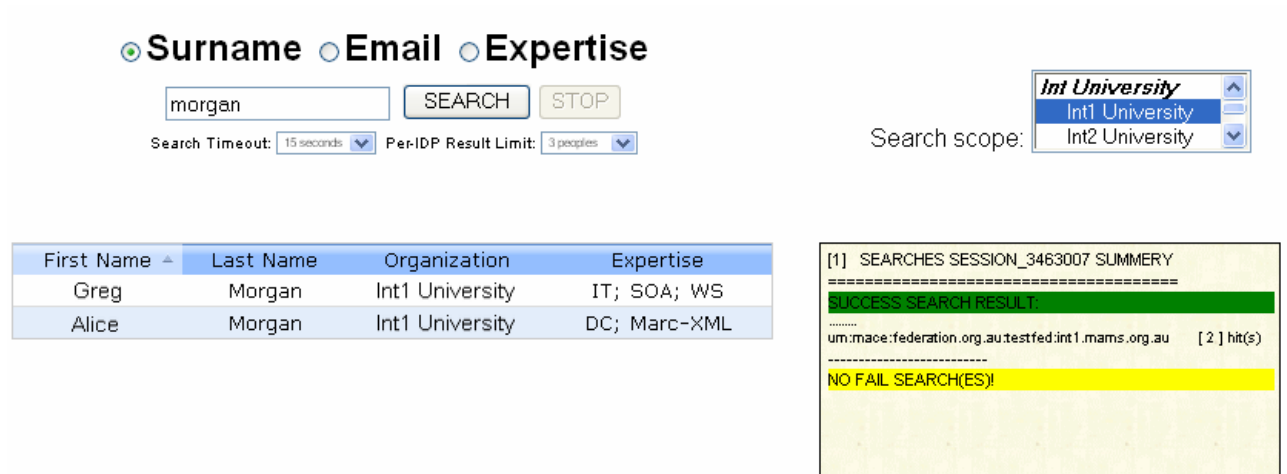 Surname Email Expertise
morgan SEARCH STOP
Search Timeout: 15 seconds Per-IDP Result Limit: 3 peoples
Search scope:
Int University
Int1 University
Int2 University
First Name Last Name Organization Expertise
Greg Morgan Int1 University IT; SOA; WS
Alice Morgan Int1 University DC; Marc-XML
[1] SEARCHES SESSION_3463007 SUMMERY
======================================
SUCCESS SEARCH RESULT:
.........
urn:mace:federation.org.au:testfed:int1.mams.org.au [ 2 ] hit(s)
--------------------------
NO FAIL SEARCH(ES)!